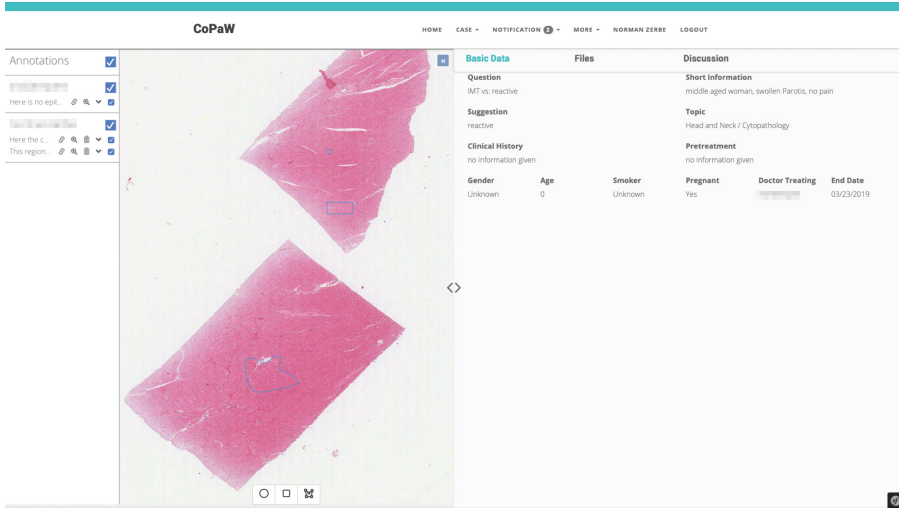 CoPaW
HOME CASE NOTIFICATION 2 MORE NORMAN ZERBE LOGOUT
Annotations
Here is no epit...
Here the c...
This region...
Basic Data Files Discussion
Question
IMT vs: reactive
Short Information
middle aged woman, swollen Parotis, no pain
Suggestion
reactive
Topic
Head and Neck / Cytopathology
Clinical History
no information given
Pretreatment
no information given
Gender Age Smoker Pregnant Doctor Treating End Date
Unknown 0 Unknown Yes 03/23/2019